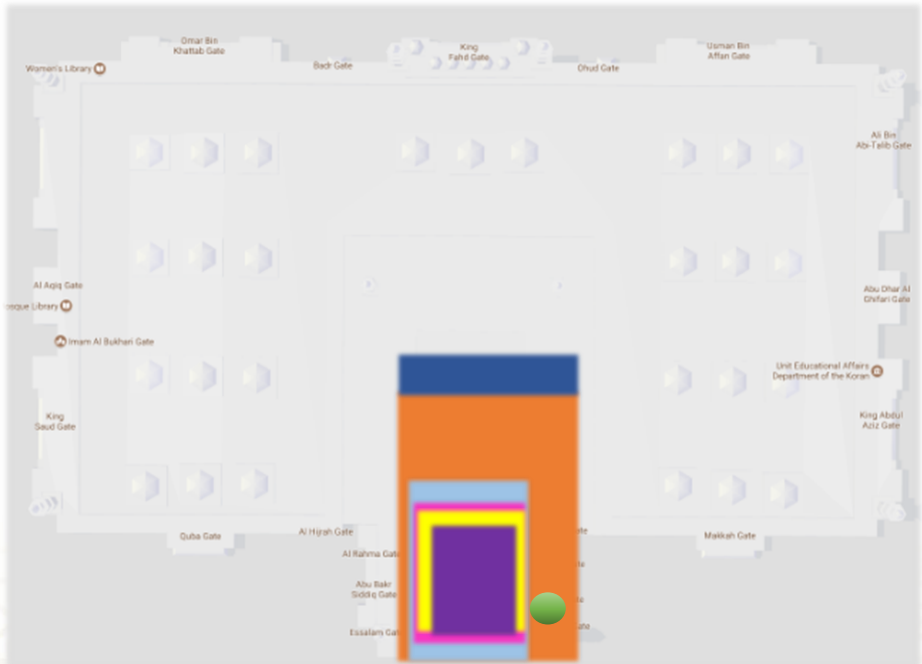 Omar Bin
Khattab Gate
King
Fahd Gate
Usman Bin
Affan Gate
Women's Library
Badr Gate
Ohud Gate
Ali Bin
Abi-Talib Gate
Al Aqiq Gate
Abu Dhar Al
Ghifari Gate
Library
Imam Al Bukhari Gate
Unit Educational Affairs
Department of the Koran
King
Saud Gate
King Abdul
Aziz Gate
Quba Gate
Al Hijrah Gate
Makkah Gate
Al Rahma Gate
Abu Bakr
Siddiq Gate
Essalam Gat